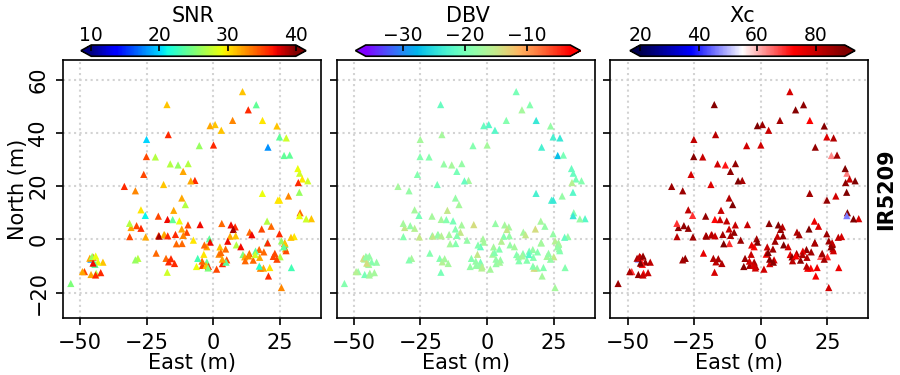 SNR DBV Xc
10 20 30 40 −30 −20 −10 20 40 60 80
60
40
20
0
−20
North (m)
−50 −25 0 25 −50 −25 0 25 −50 −25 0 25
East (m) East (m) East (m)
IR5209